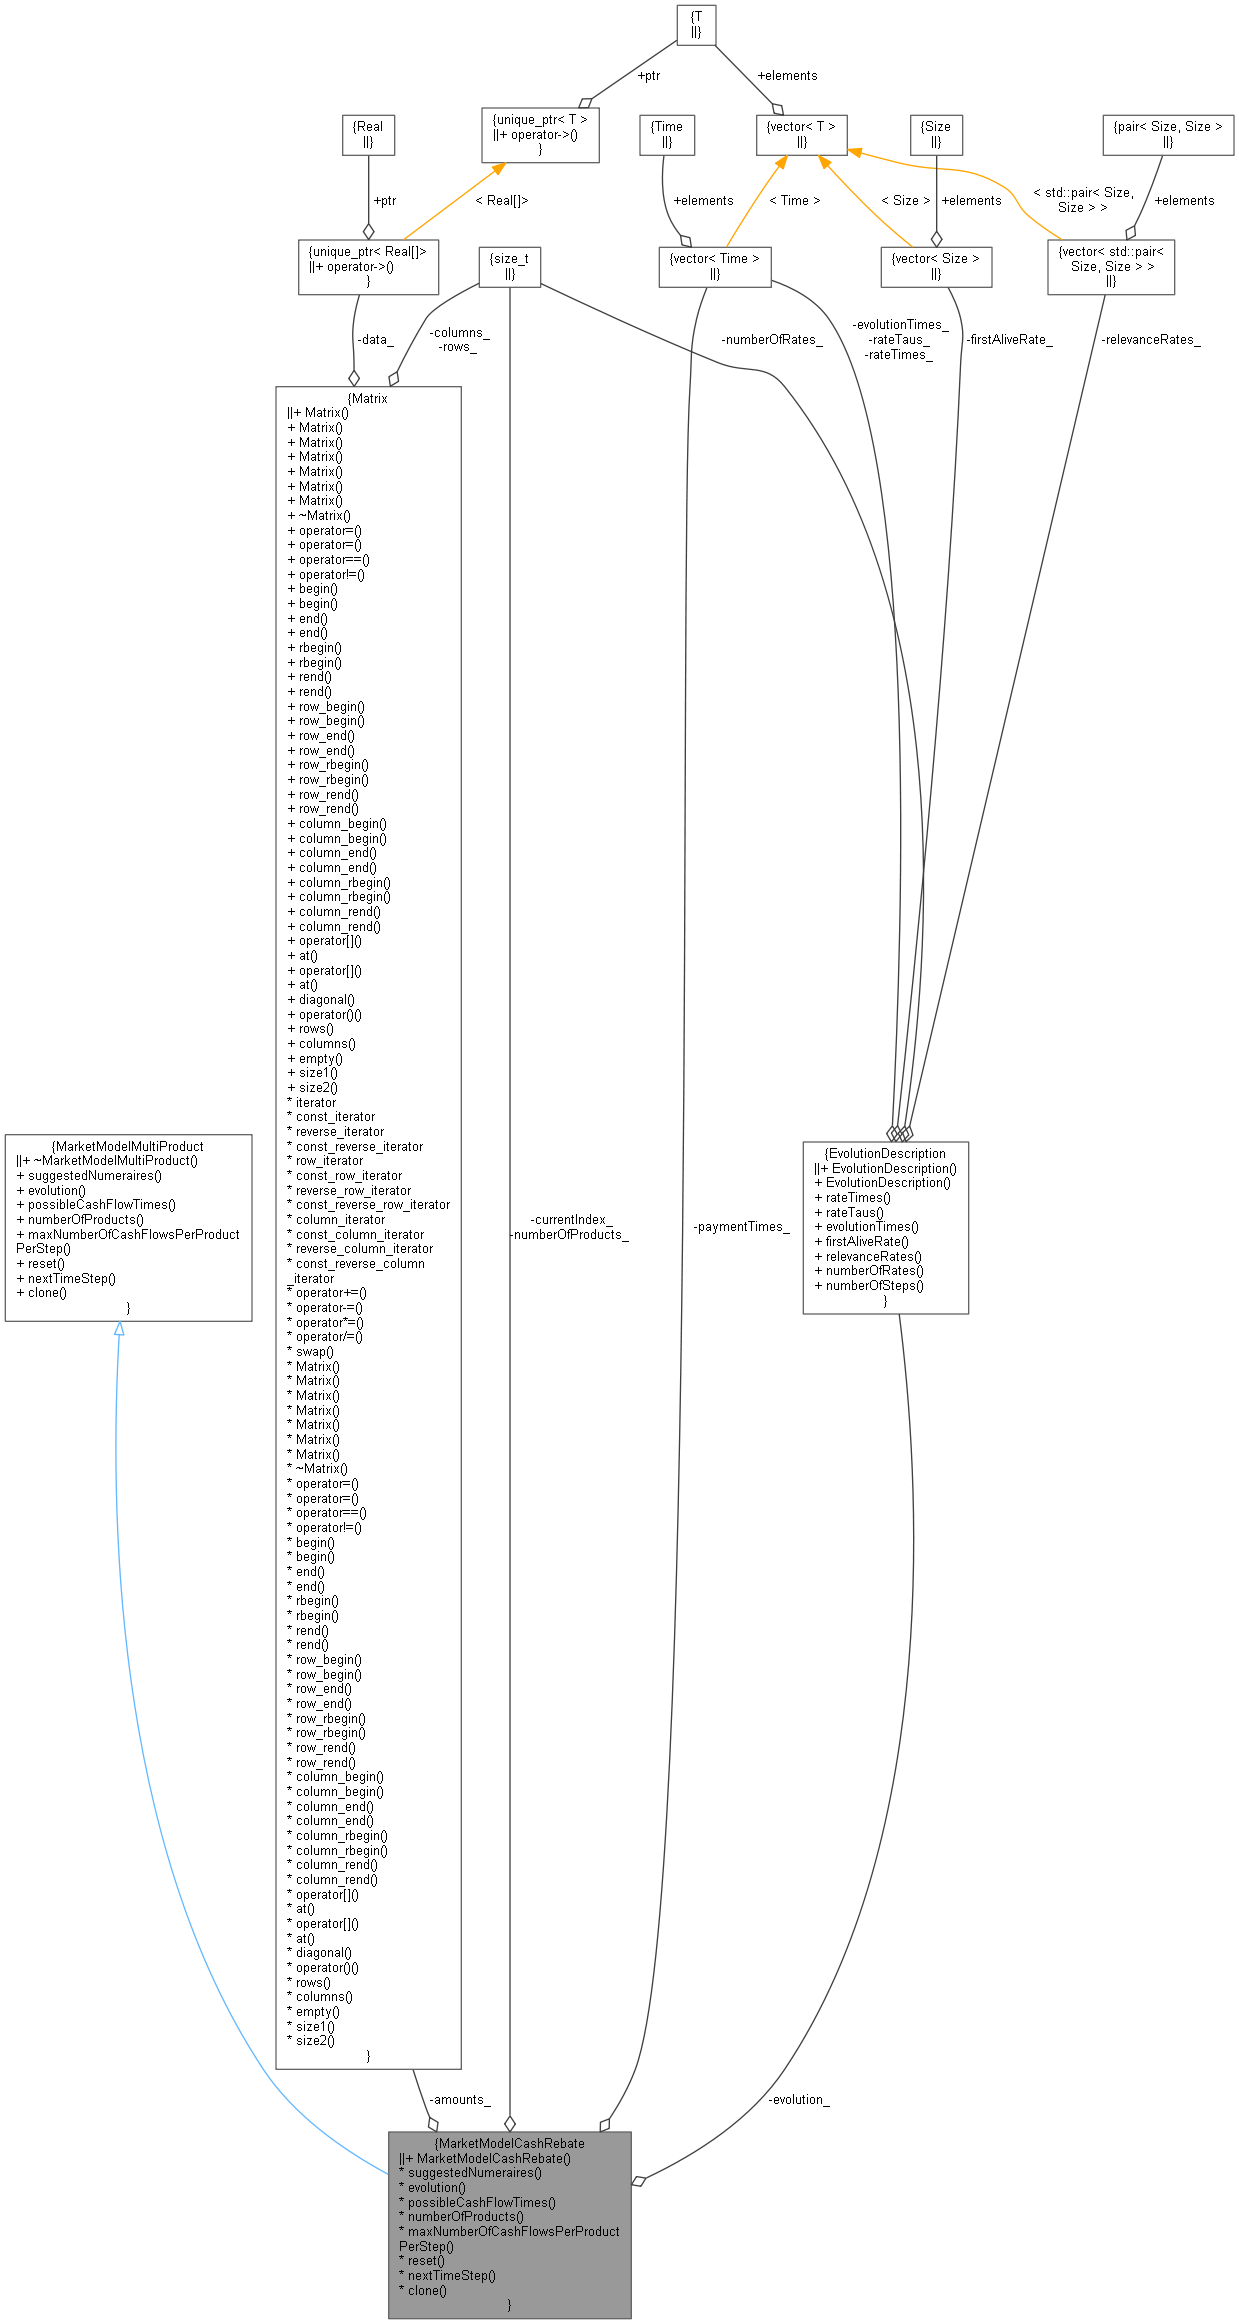 {T
||}
+ptr
+elements
{Real
||}
{unique_ptr< T >
||+ operator->()
}
{Time
||}
{vector< T >
||}
{Size
||}
{pair< Size, Size >
||}
+ptr
< Real[]>
+elements
< Time >
< Size >
+elements
< std::pair< Size,
Size > >
+elements
{unique_ptr< Real[]>
||+ operator->()
}
{size_t
||}
{vector< Time >
||}
{vector< Size >
||}
{vector< std::pair<
Size, Size > >
||}
-data_
-columns_
-rows_
-numberOfRates_
-evolutionTimes_
-rateTaus_
-rateTimes_
-firstAliveRate_
-relevanceRates_
{Matrix
||+ Matrix()
+ Matrix()
+ Matrix()
+ Matrix()
+ Matrix()
+ Matrix()
+ Matrix()
+ ~Matrix()
+ operator=()
+ operator=()
+ operator==()
+ operator!=()
+ begin()
+ begin()
+ end()
+ end()
+ rbegin()
+ rbegin()
+ rend()
+ rend()
+ row_begin()
+ row_begin()
+ row_end()
+ row_end()
+ row_rbegin()
+ row_rbegin()
+ row_rend()
+ row_rend()
+ column_begin()
+ column_begin()
+ column_end()
+ column_end()
+ column_rbegin()
+ column_rbegin()
+ column_rend()
+ column_rend()
+ operator[]()
+ at()
+ operator[]()
+ at()
+ diagonal()
+ operator()()
+ rows()
+ columns()
+ empty()
+ size1()
+ size2()
* iterator
* const_iterator
* reverse_iterator
* const_reverse_iterator
* row_iterator
* const_row_iterator
* reverse_row_iterator
* const_reverse_row_iterator
* column_iterator
* const_column_iterator
* reverse_column_iterator
* const_reverse_column
_iterator
* operator+=()
* operator-=()
* operator*=()
* operator/=()
* swap()
* Matrix()
* Matrix()
* Matrix()
* Matrix()
* Matrix()
* Matrix()
* Matrix()
* ~Matrix()
* operator=()
* operator=()
* operator==()
* operator!=()
* begin()
* begin()
* end()
* end()
* rbegin()
* rbegin()
* rend()
* rend()
* row_begin()
* row_begin()
* row_end()
* row_end()
* row_rbegin()
* row_rbegin()
* row_rend()
* row_rend()
* column_begin()
* column_begin()
* column_end()
* column_end()
* column_rbegin()
* column_rbegin()
* column_rend()
* column_rend()
* operator[]()
* at()
* operator[]()
* at()
* diagonal()
* operator()()
* rows()
* columns()
* empty()
* size1()
* size2()
}
{MarketModelMultiProduct
||+ ~MarketModelMultiProduct()
+ suggestedNumeraires()
+ evolution()
+ possibleCashFlowTimes()
+ numberOfProducts()
+ maxNumberOfCashFlowsPerProduct
PerStep()
+ reset()
+ nextTimeStep()
+ clone()
}
-currentIndex_
-numberOfProducts_
-paymentTimes_
{EvolutionDescription
||+ EvolutionDescription()
+ EvolutionDescription()
+ rateTimes()
+ rateTaus()
+ evolutionTimes()
+ firstAliveRate()
+ relevanceRates()
+ numberOfRates()
+ numberOfSteps()
}
-amounts_
-evolution_
{MarketModelCashRebate
||+ MarketModelCashRebate()
* suggestedNumeraires()
* evolution()
* possibleCashFlowTimes()
* numberOfProducts()
* maxNumberOfCashFlowsPerProduct
PerStep()
* reset()
* nextTimeStep()
* clone()
}